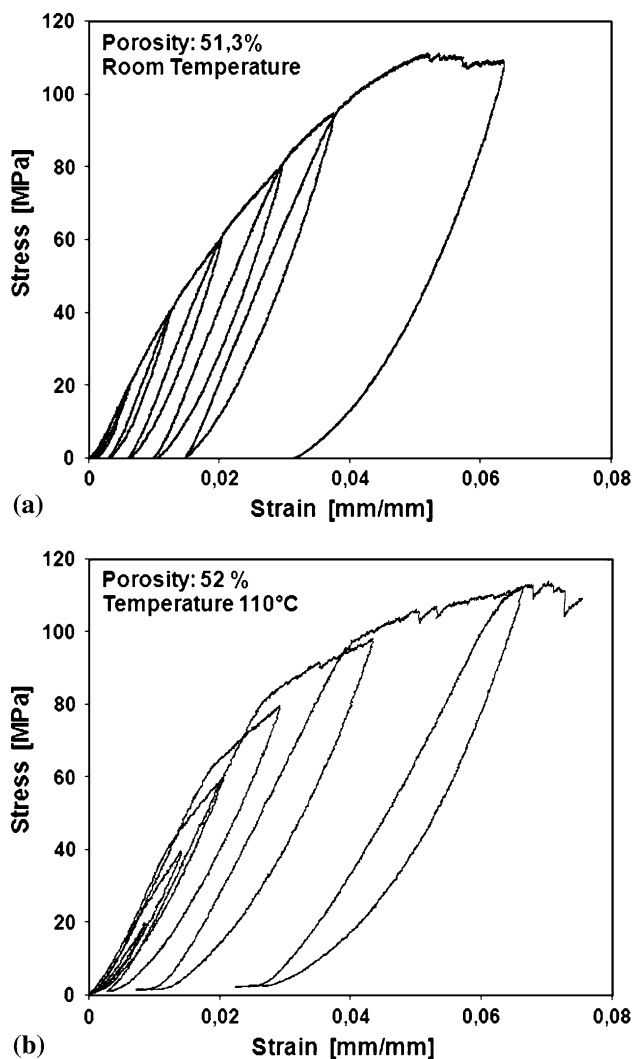 120
100
80
60
40
20
0
Stress [MPa]
Porosity: 51,3%
Room Temperature
0
0,02
0,04
0,06
0,08
Strain [mm/mm]
(a)
120
100
80
60
40
20
0
Stress [MPa]
Porosity: 52 %
Temperature 110°C
0
0,02
0,04
0,06
0,08
Strain [mm/mm]
(b)